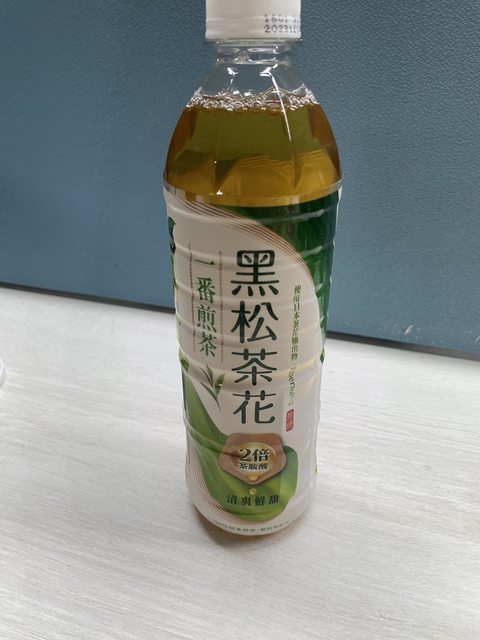 黑松茶花
一番煎茶
使用日本茶花抽出物
2倍
茶胺酸
清爽鮮甜